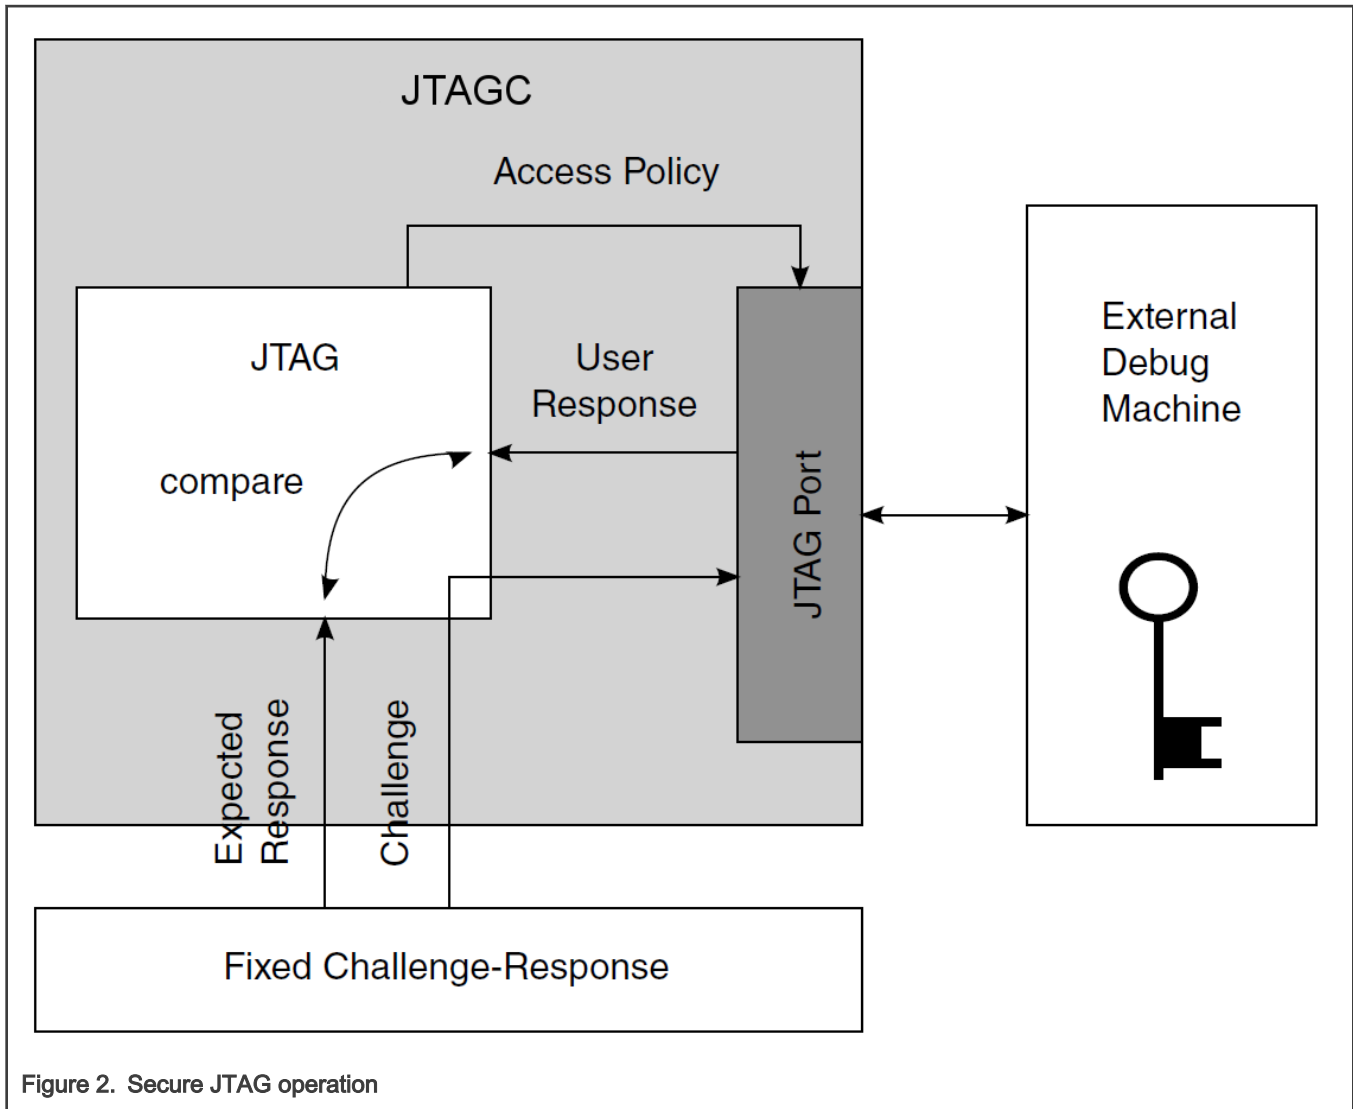 JTAGC
Access Policy
JTAG
User
Response
compare
JTAG Port
External
Debug
Machine
Expected
Response
Challenge
Fixed Challenge-Response
Figure 2. Secure JTAG operation